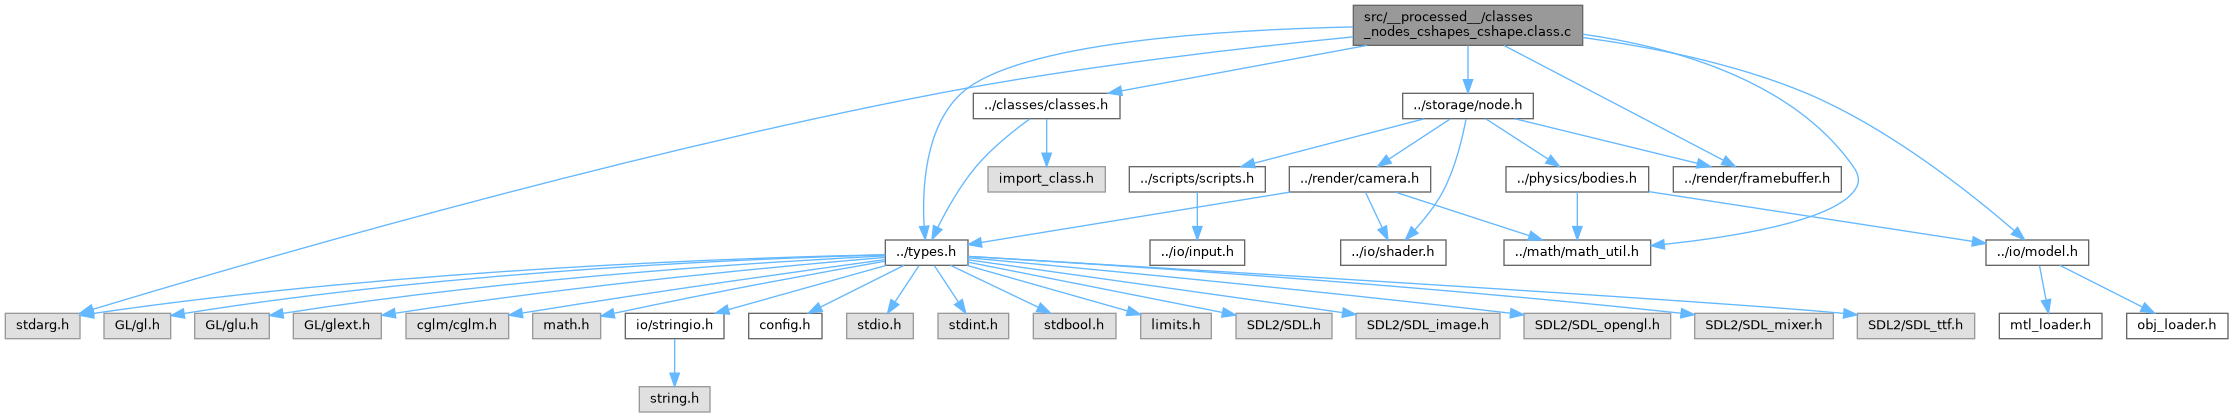 src/__processed__/classes
_nodes_cshapes_cshape.class.c
../classes/classes.h
../storage/node.h
import_class.h
../scripts/scripts.h
../render/camera.h
../physics/bodies.h
../render/framebuffer.h
../types.h
../io/input.h
../io/shader.h
../math/math_util.h
../io/model.h
stdarg.h
GL/gl.h
GL/glu.h
GL/glext.h
cglm/cglm.h
math.h
io/stringio.h
config.h
stdio.h
stdint.h
stdbool.h
limits.h
SDL2/SDL.h
SDL2/SDL_image.h
SDL2/SDL_opengl.h
SDL2/SDL_mixer.h
SDL2/SDL_ttf.h
mtl_loader.h
obj_loader.h
string.h